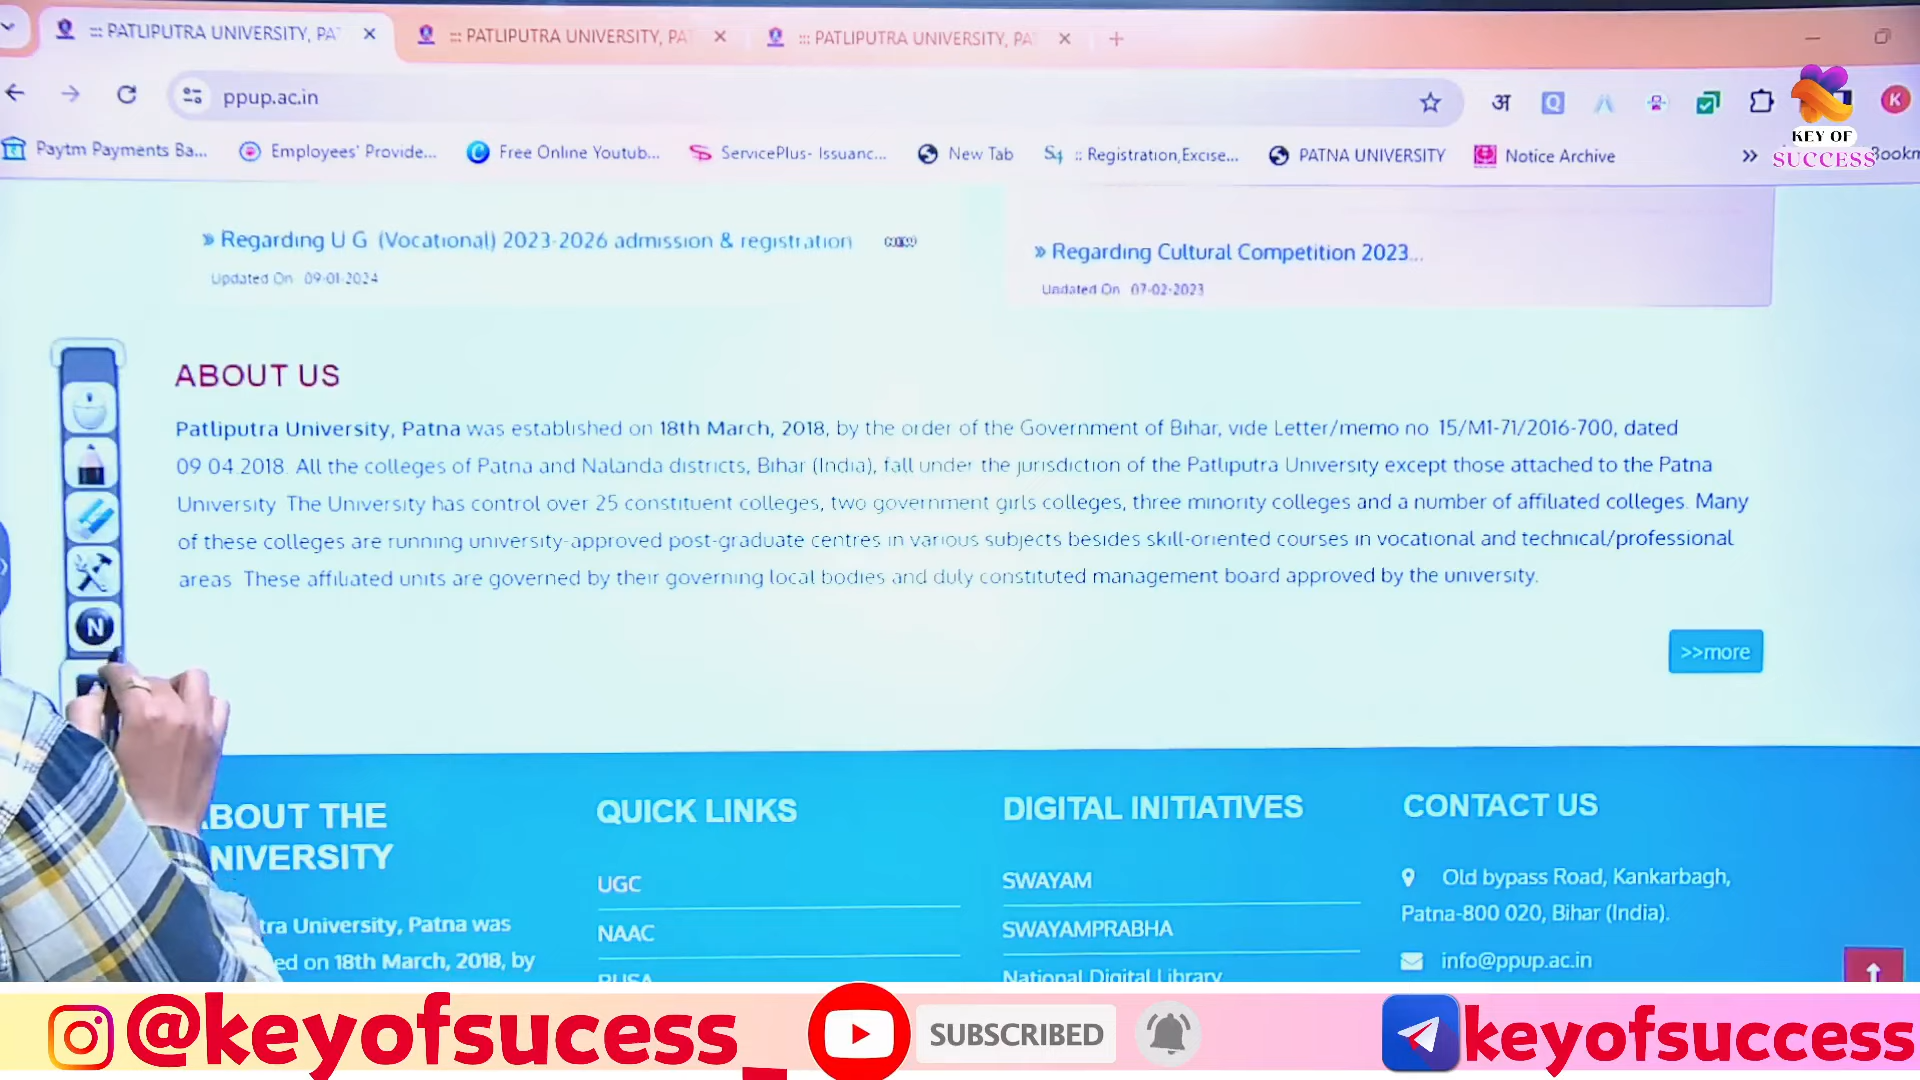 ::: PATLIPUTRA UNIVERSITY, PA
::: PATLIPUTRA UNIVERSITY, PA
::: PATLIPUTRA UNIVERSITY, PA
ppup.ac.in
अ
Q
K
KEY OF
SUCCESS
Paytm Payments Ba...
Employees' Provide...
Free Online Youtub...
ServicePlus- Issuanc...
New Tab
:: Registration,Excise...
PATNA UNIVERSITY
Notice Archive
» Regarding U G (Vocational) 2023-2026 admission & registration
Updated On 09-01-2024
» Regarding Cultural Competition 2023...
Updated On 07-02-2023
ABOUT US
Patliputra University, Patna was established on 18th March, 2018, by the order of the Government of Bihar, vide Letter/memo no 15/M1-71/2016-700, dated
09 04.2018. All the colleges of Patna and Nalanda districts, Bihar (India), fall under the jurisdiction of the Patliputra University except those attached to the Patna
University The University has control over 25 constituent colleges, two government girls colleges, three minority colleges and a number of affiliated colleges. Many
of these colleges are running university-approved post-graduate centres in various subjects besides skill-oriented courses in vocational and technical/professional
areas These affiliated units are governed by their governing local bodies and duly constituted management board approved by the university.
N
>>more
BOUT THE
NIVERSITY
tra University, Patna was
ed on 18th March, 2018, by
QUICK LINKS
UGC
NAAC
RUSA
DIGITAL INITIATIVES
SWAYAM
SWAYAMPRABHA
National Digital Library
CONTACT US
Old bypass Road, Kankarbagh,
Patna-800 020, Bihar (India).
info@ppup.ac.in
@keyofsucess_
SUBSCRIBED
keyofsuccess